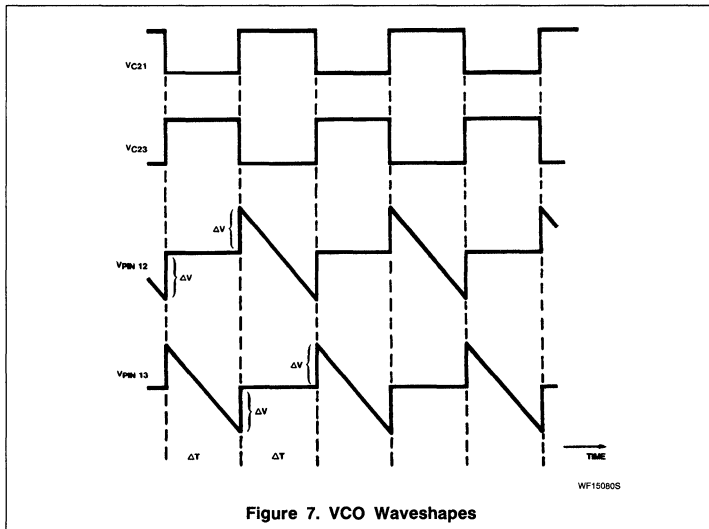 VC21
VC23
ΔV
VPIN 12
ΔV
ΔV
VPIN 13
ΔV
ΔT ΔT
TIME
WF15080S
Figure 7. VCO Waveshapes